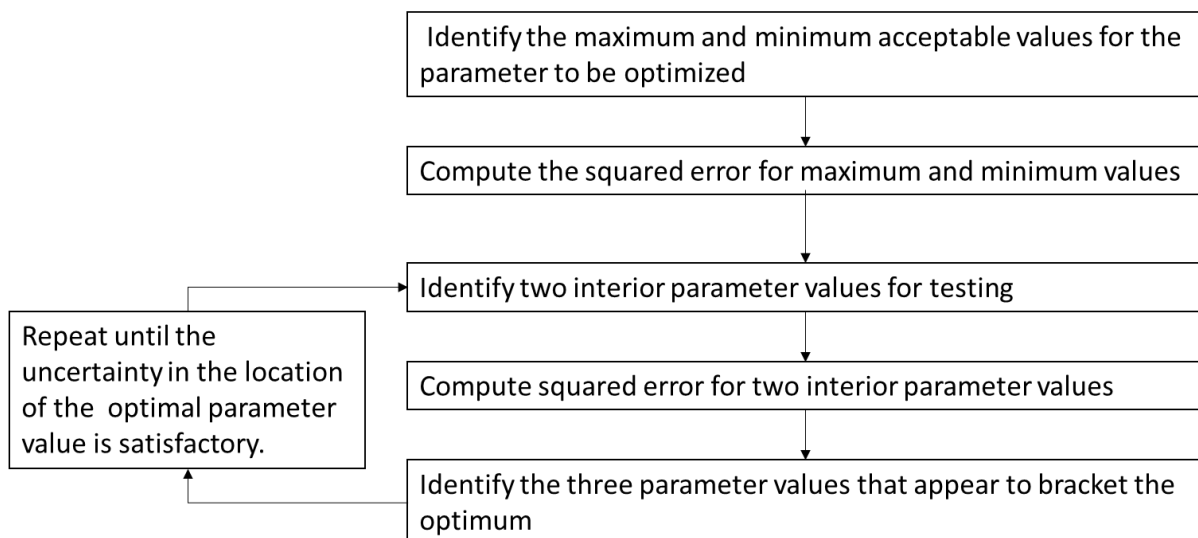 Identify the maximum and minimum acceptable values for the
parameter to be optimized
Compute the squared error for maximum and minimum values
Identify two interior parameter values for testing
Compute squared error for two interior parameter values
Identify the three parameter values that appear to bracket the
optimum
Repeat until the
uncertainty in the location
of the optimal parameter
value is satisfactory.